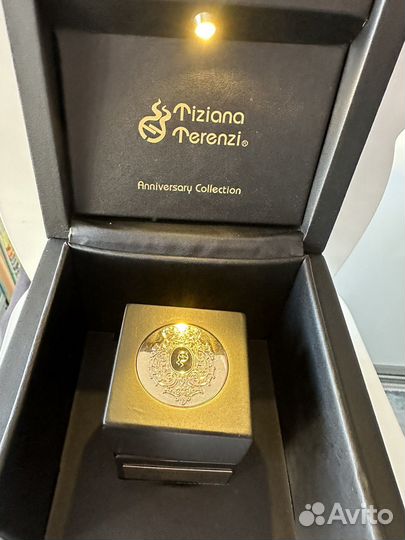 Tiziana
Terenzi®
Anniversary Collection
Avito